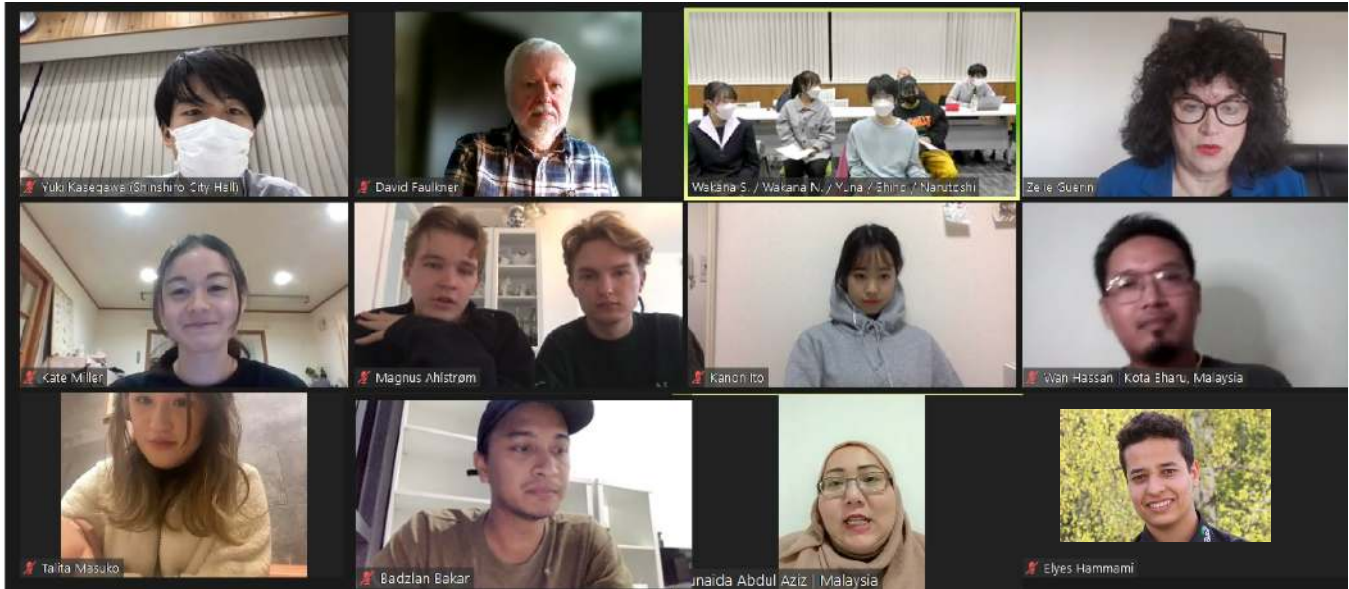 Yuki Kasegawa (Shinshiro City Hall)
David Faulkner
Wakana S. / Wakana N. / Yuna / Shiho / Narutoshi
Zelie Guerin
Kate Miller
Magnus Ahlstrøm
Kanon Ito
Wan Hassan | Kota Bharu, Malaysia
Talita Masuko
Badzlan Bakar
unaida Abdul Aziz | Malaysia
Elyes Hammami